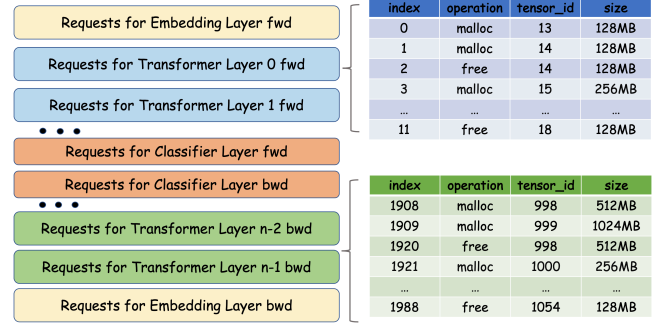 Requests for Embedding Layer fwd
Requests for Transformer Layer 0 fwd
Requests for Transformer Layer 1 fwd
Requests for Classifier Layer fwd
Requests for Classifier Layer bwd
Requests for Transformer Layer n-2 bwd
Requests for Transformer Layer n-1 bwd
Requests for Embedding Layer bwd
index operation tensor_id size
0 malloc 13 128MB
1 malloc 14 128MB
2 free 14 128MB
3 malloc 15 256MB
... ... ... ...
11 free 18 128MB
index operation tensor_id size
1908 malloc 998 512MB
1909 malloc 999 1024MB
1920 free 998 512MB
1921 malloc 1000 256MB
... ... ... ...
1988 free 1054 128MB